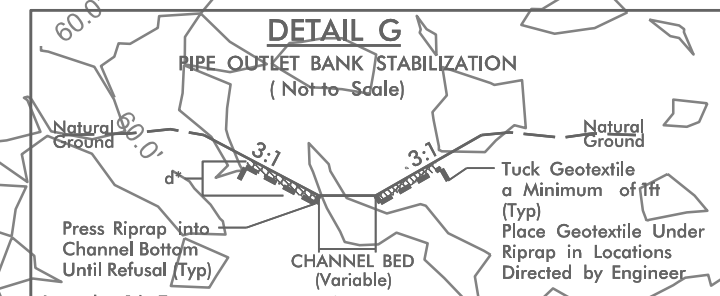 60.0'
DETAIL G
PIPE OUTLET BANK STABILIZATION
( Not to Scale)
60.0'
Natural
Ground
3:1
3:1
Natural
Ground
d*
Tuck Geotextile
a Minimum of 1ft
(Typ)
Place Geotextile Under
Riprap in Locations
Directed by Engineer
Press Riprap into
Channel Bottom
Until Refusal (Typ)
CHANNEL BED
(Variable)